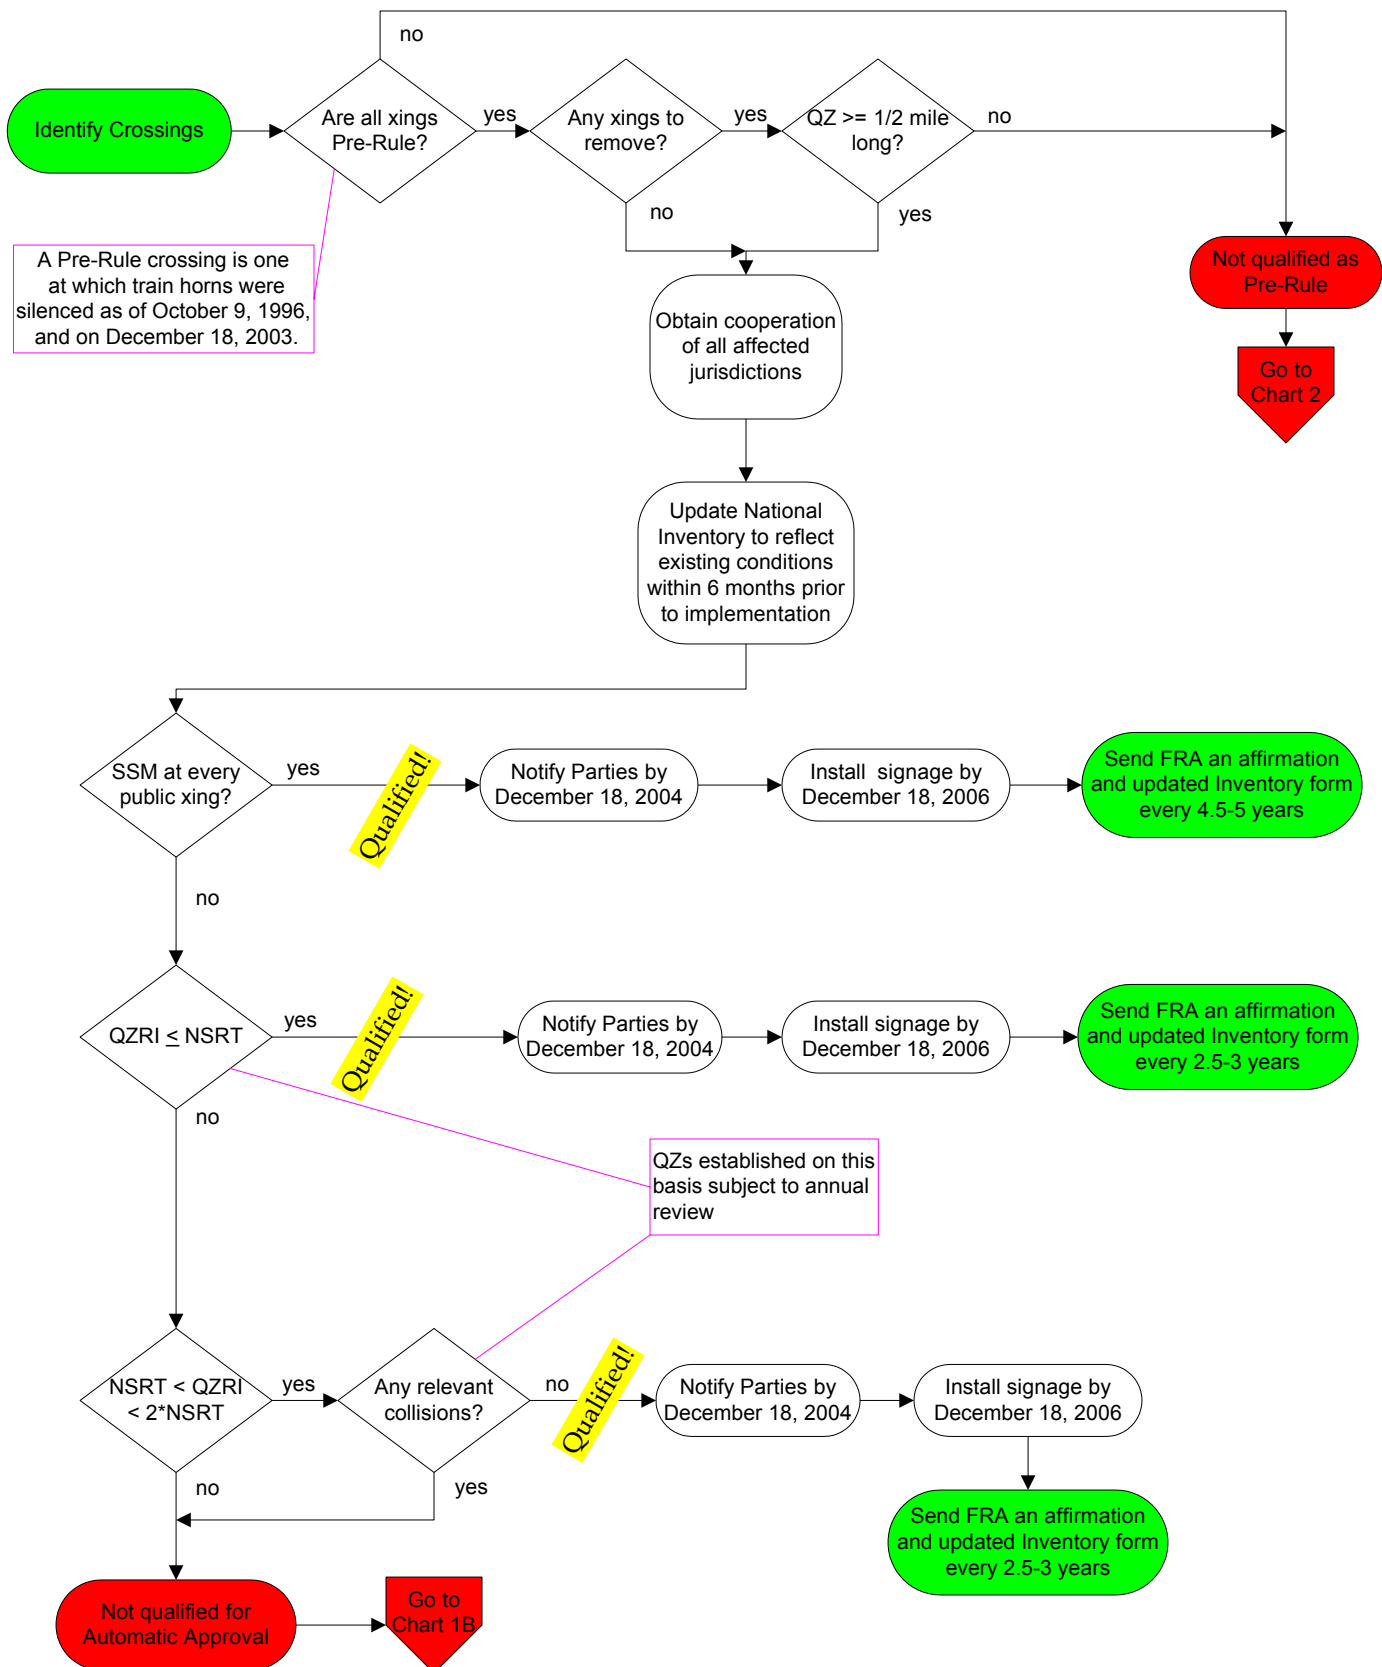 no
Identify Crossings
Are all xings
Pre-Rule?
yes
Any xings to
remove?
yes
QZ >= 1/2 mile
long?
no
no
yes
A Pre-Rule crossing is one
at which train horns were
silenced as of October 9, 1996,
and on December 18, 2003.
Not qualified as
Pre-Rule
Go to
Chart 2
Obtain cooperation
of all affected
jurisdictions
Update National
Inventory to reflect
existing conditions
within 6 months prior
to implementation
SSM at every
public xing?
yes
Qualified!
Notify Parties by
December 18, 2004
Install signage by
December 18, 2006
Send FRA an affirmation
and updated Inventory form
every 4.5-5 years
no
QZRI ≤ NSRT
yes
Qualified!
Notify Parties by
December 18, 2004
Install signage by
December 18, 2006
Send FRA an affirmation
and updated Inventory form
every 2.5-3 years
no
QZs established on this
basis subject to annual
review
NSRT < QZRI
< 2*NSRT
yes
Any relevant
collisions?
no
Qualified!
Notify Parties by
December 18, 2004
Install signage by
December 18, 2006
no
yes
Send FRA an affirmation
and updated Inventory form
every 2.5-3 years
Not qualified for
Automatic Approval
Go to
Chart 1B